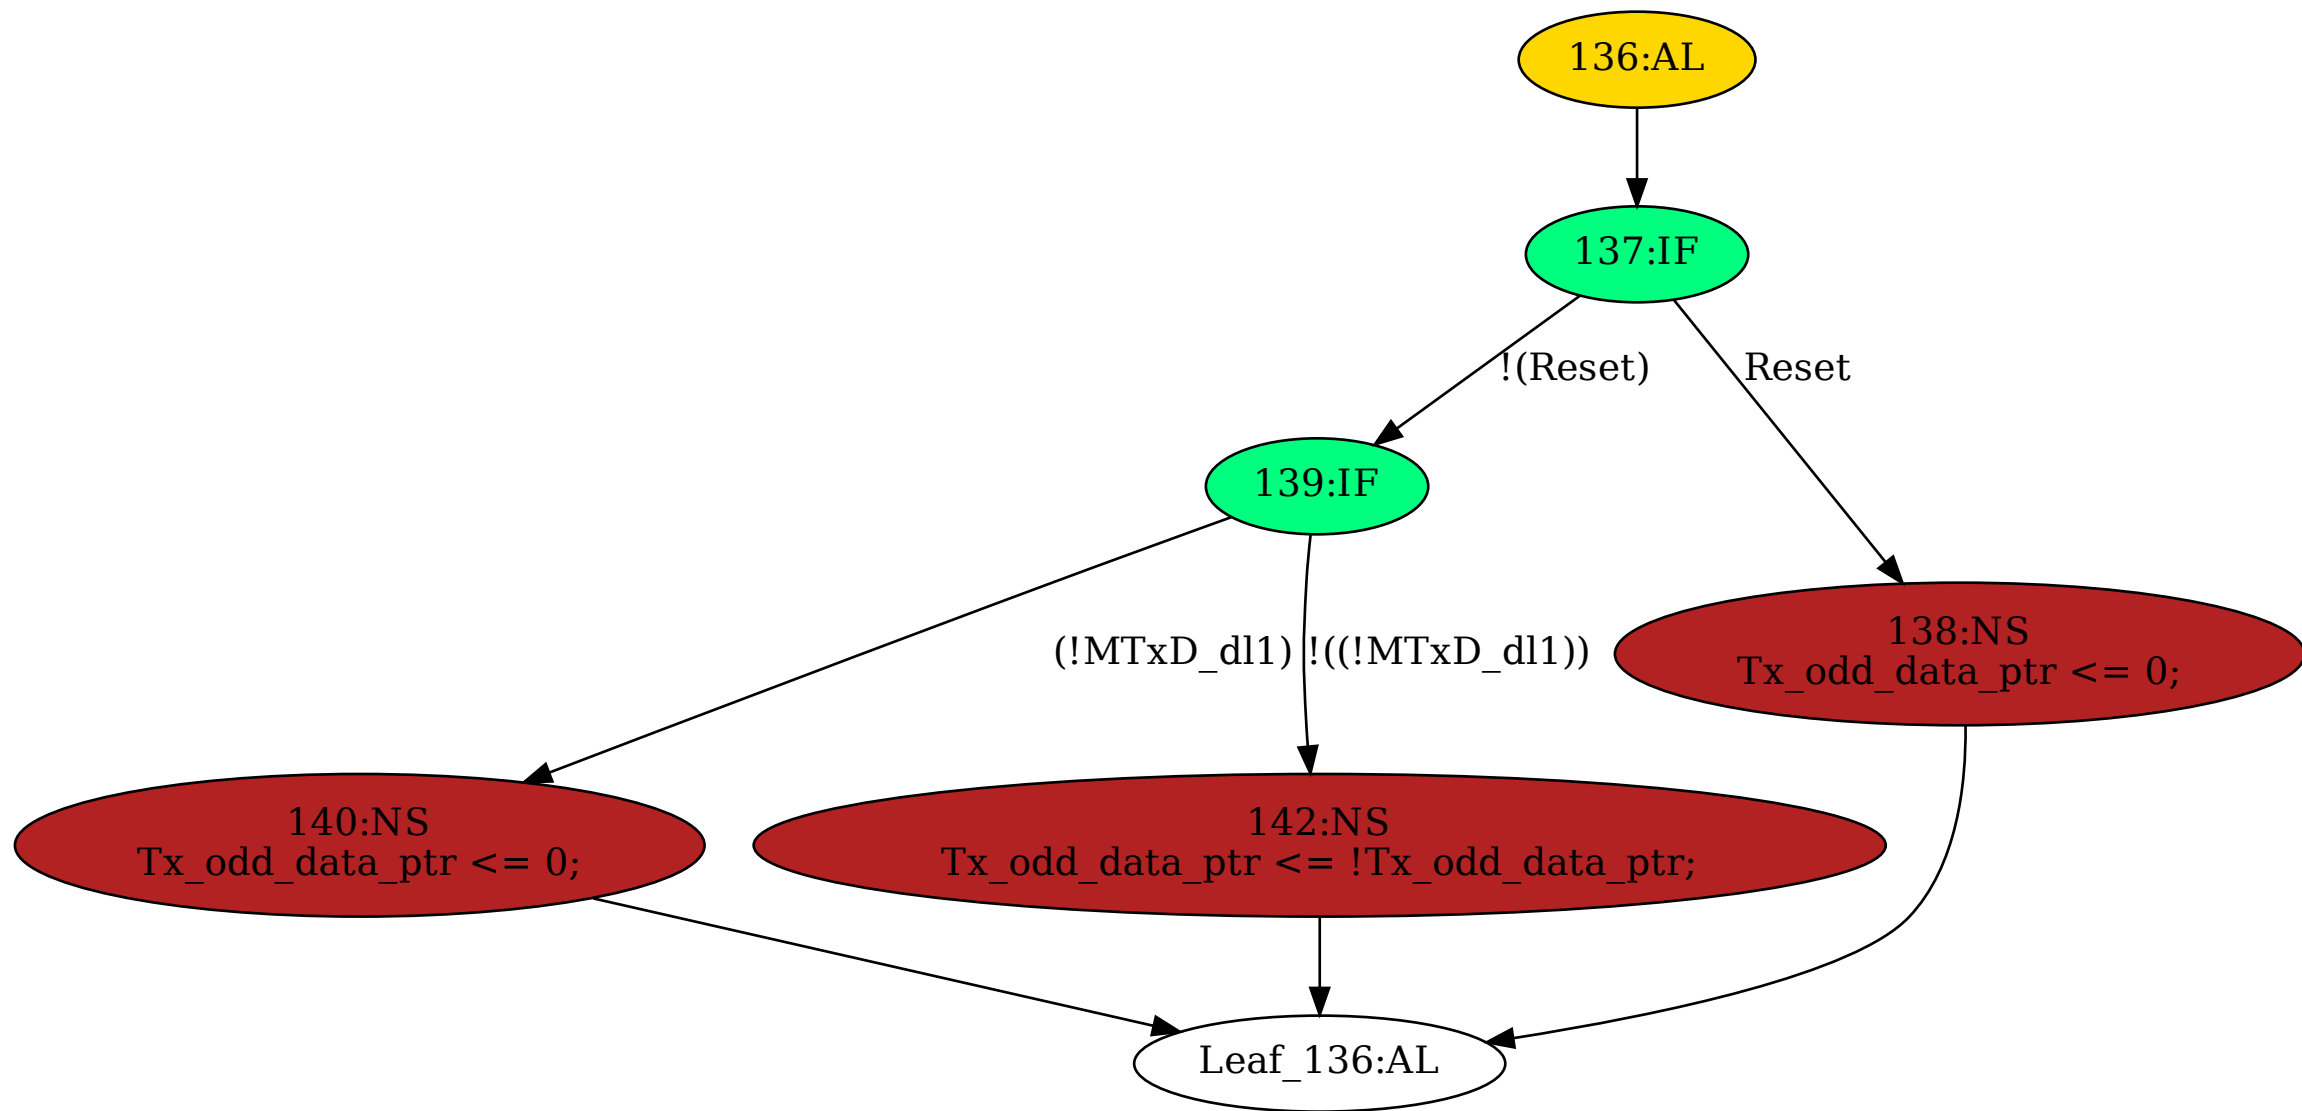 136:AL
137:IF
!(Reset)
Reset
139:IF
(!MTxD_dl1)
!((!MTxD_dl1))
138:NS
Tx_odd_data_ptr <= 0;
140:NS
Tx_odd_data_ptr <= 0;
142:NS
Tx_odd_data_ptr <= !Tx_odd_data_ptr;
Leaf_136:AL